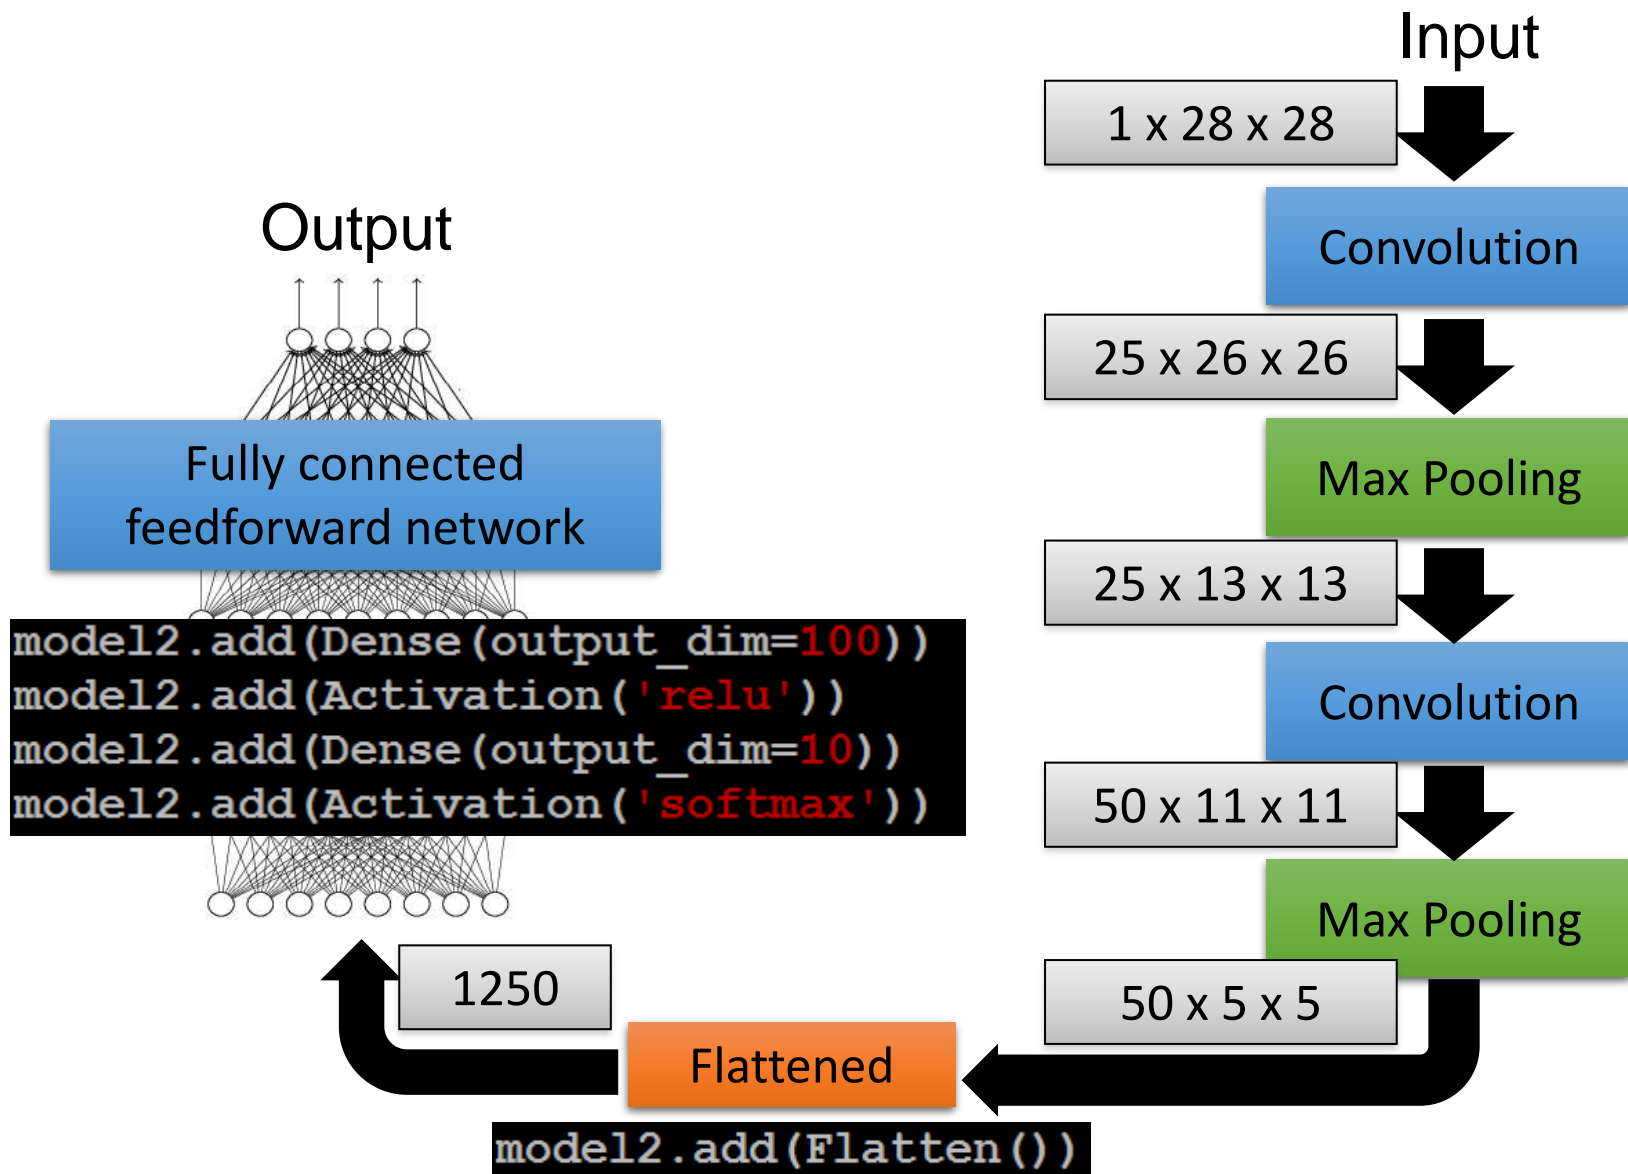 Input
1 x 28 x 28
Convolution
25 x 26 x 26
Max Pooling
25 x 13 x 13
Convolution
50 x 11 x 11
Max Pooling
50 x 5 x 5
Flattened
model2.add(Flatten())
1250
model2.add(Dense(output_dim=100))
model2.add(Activation('relu'))
model2.add(Dense(output_dim=10))
model2.add(Activation('softmax'))
Fully connected
feedforward network
Output